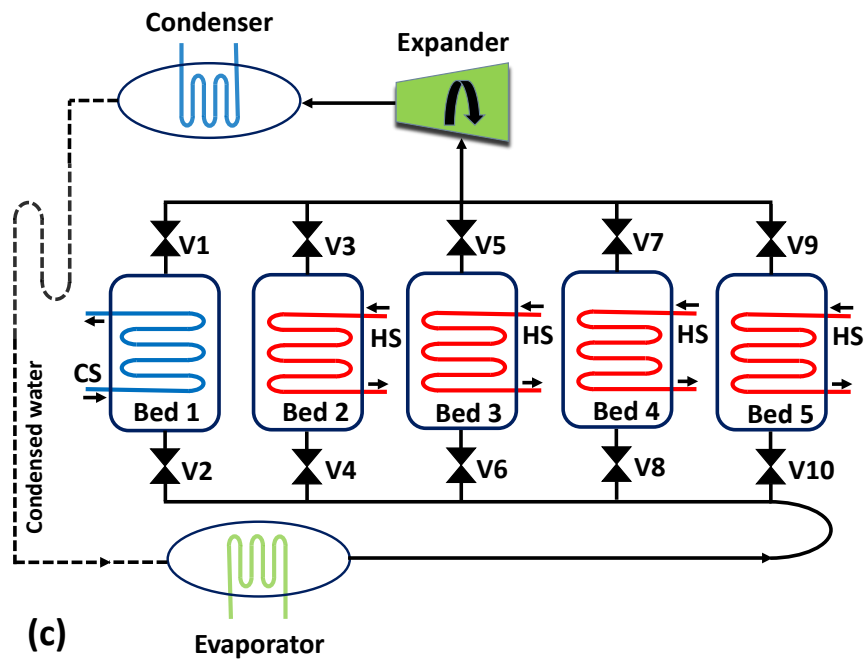 Condenser
Expander
V1
V3
V5
V7
V9
HS
HS
HS
HS
CS
Bed 1
Bed 2
Bed 3
Bed 4
Bed 5
V2
V4
V6
V8
V10
Condensed water
(c)
Evaporator